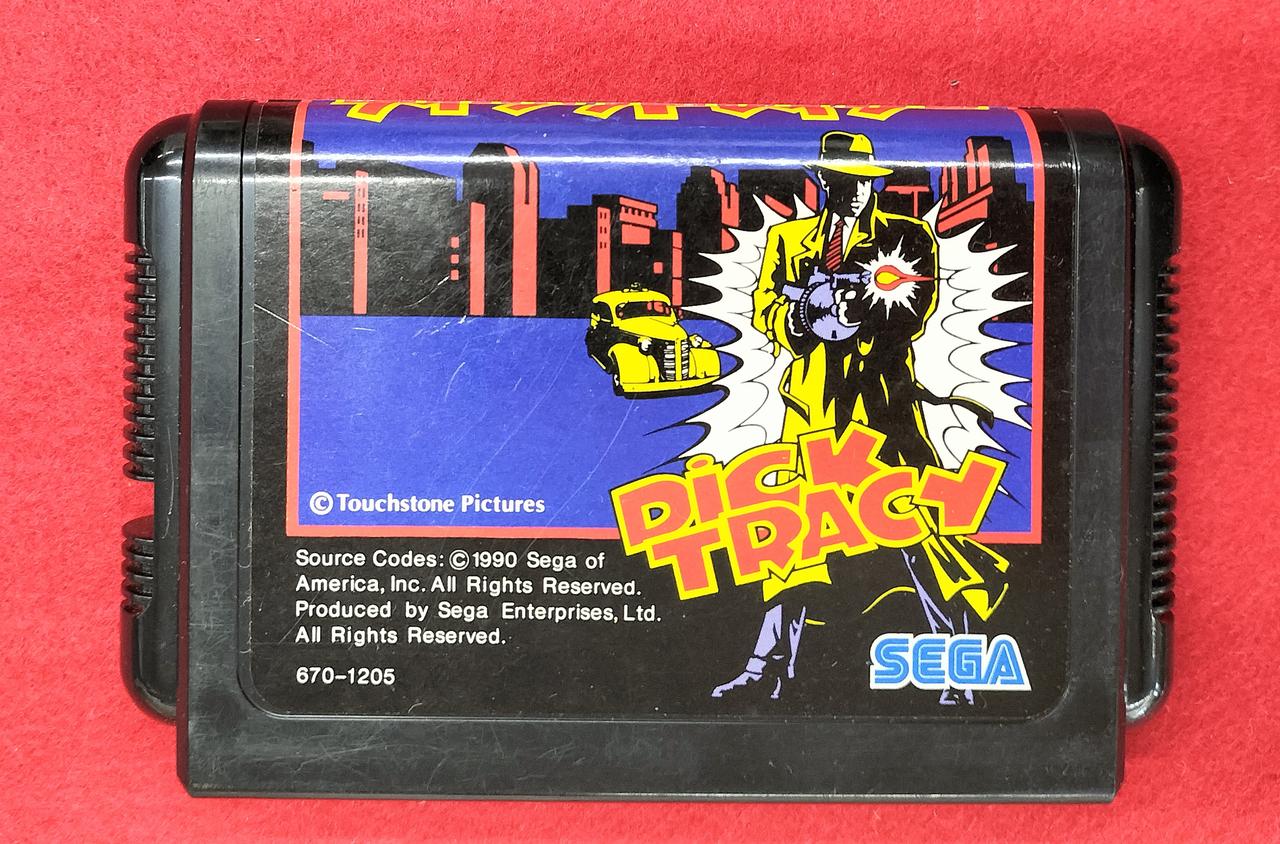 © Touchstone Pictures
DICK
TRACY
Source Codes: © 1990 Sega of
America, Inc. All Rights Reserved.
Produced by Sega Enterprises, Ltd.
All Rights Reserved.
670-1205
SEGA